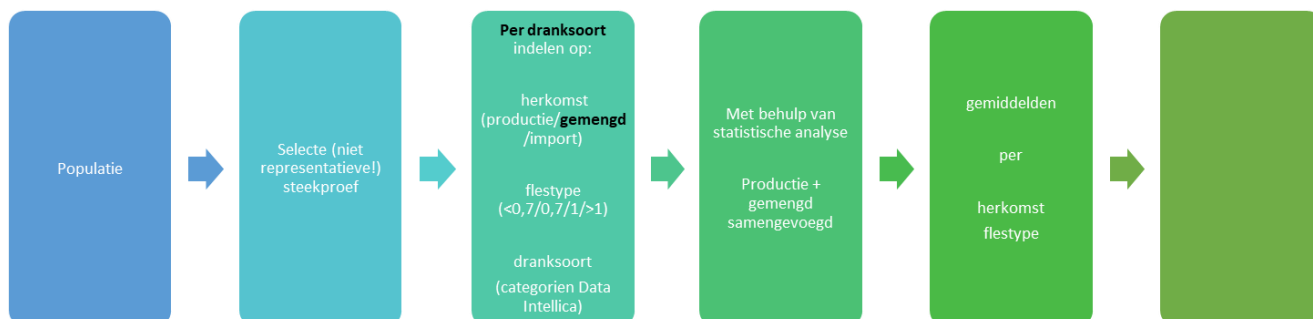 Populatie
Selecte (niet
representatieve!)
steekproef
Per dranksoort
indelen op:
herkomst
(productie/gemengd
/import)
flestype
(<0,7/0,7/1/>1)
dranksoort
(categorien Data
Intellica)
Met behulp van
statistische analyse
Productie +
gemengd
samengevoegd
gemiddelden
per
herkomst
flestype